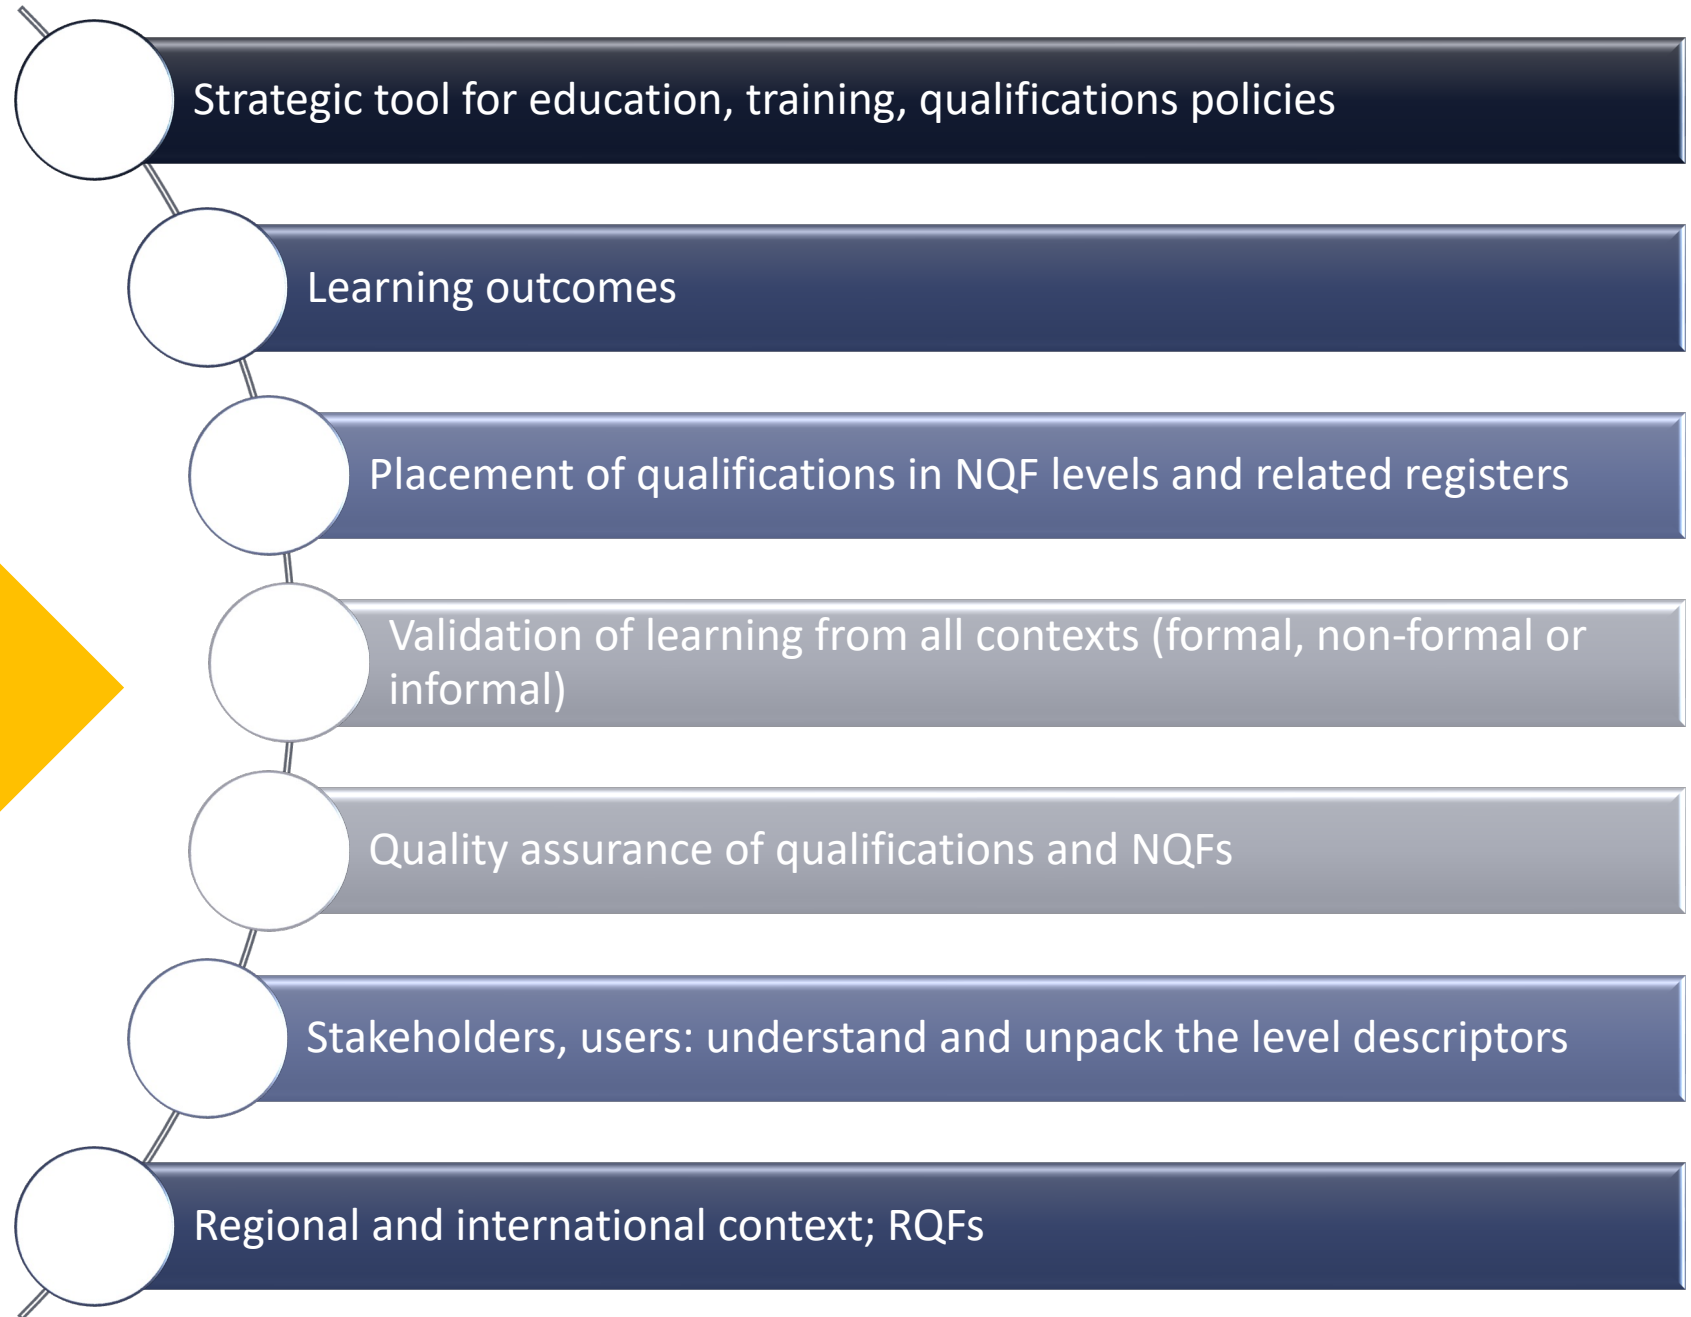 Strategic tool for education, training, qualifications policies
Learning outcomes
Placement of qualifications in NQF levels and related registers
Validation of learning from all contexts (formal, non-formal or
informal)
Quality assurance of qualifications and NQFs
Stakeholders, users: understand and unpack the level descriptors
Regional and international context; RQFs